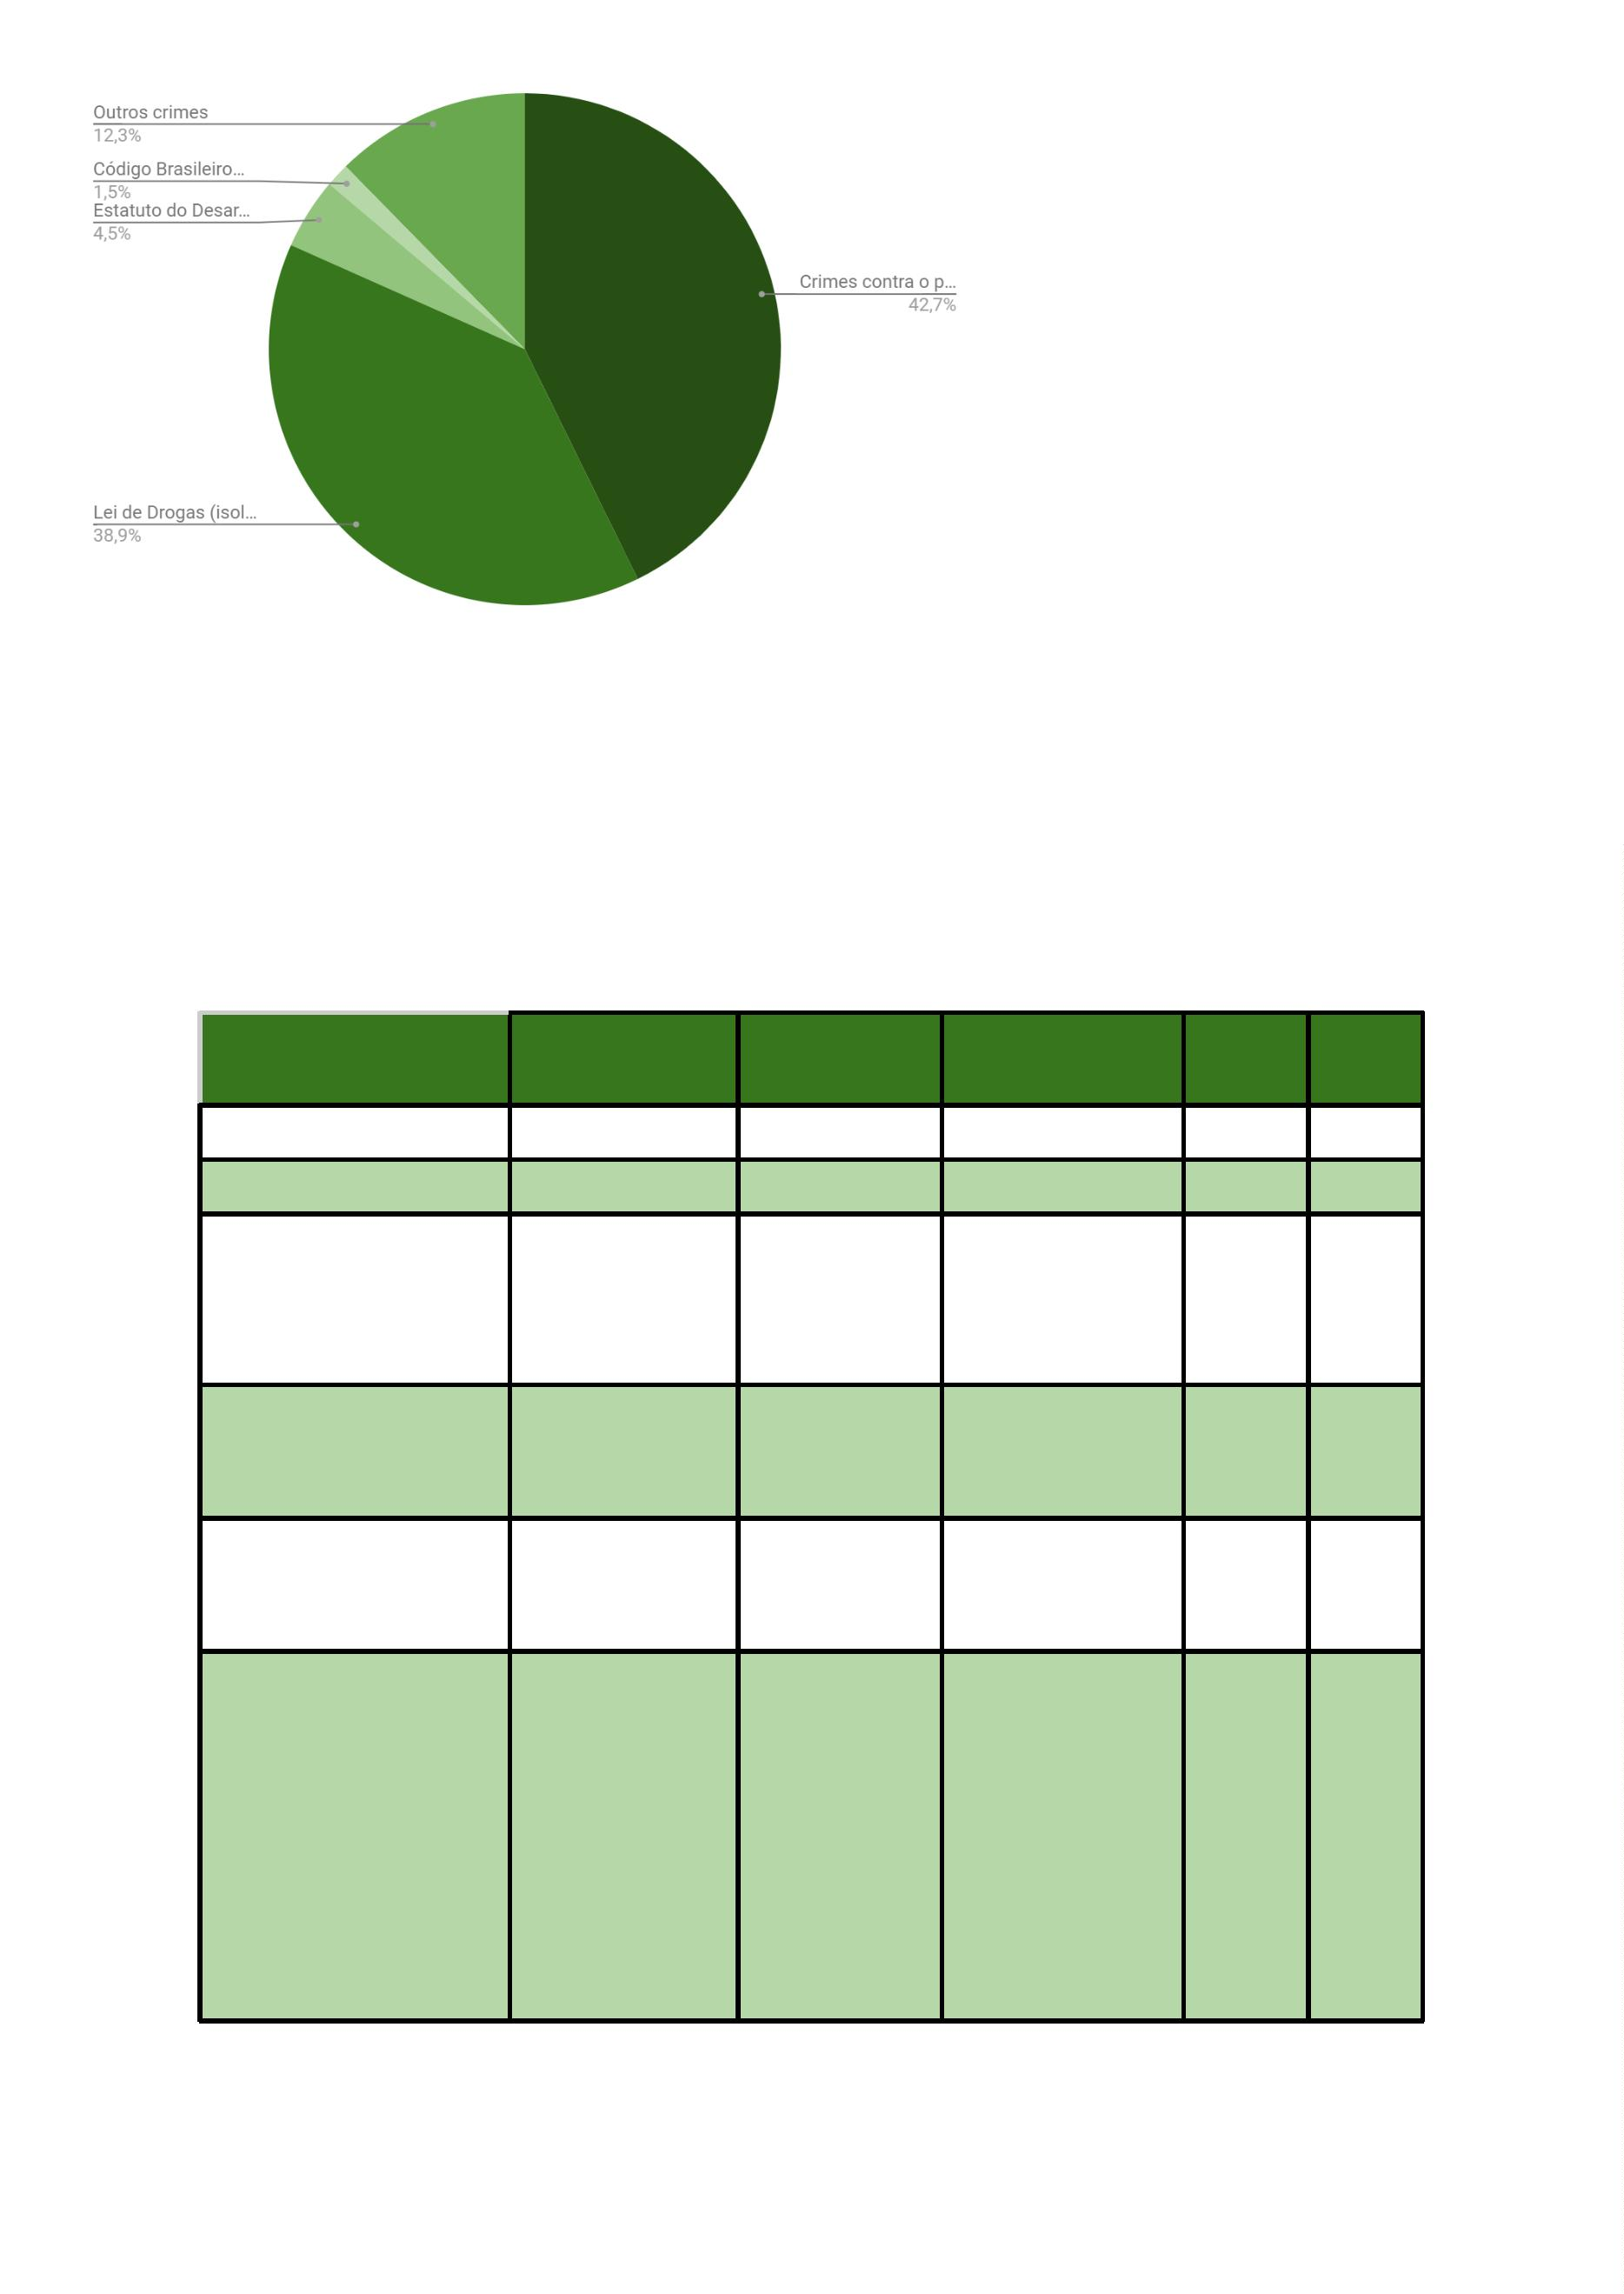 Outros crimes
12,3%
Código Brasileiro…
1,5%
Estatuto do Desar…
4,5%
Crimes contra o p…
42,7%
Lei de Drogas (isol…
38,9%